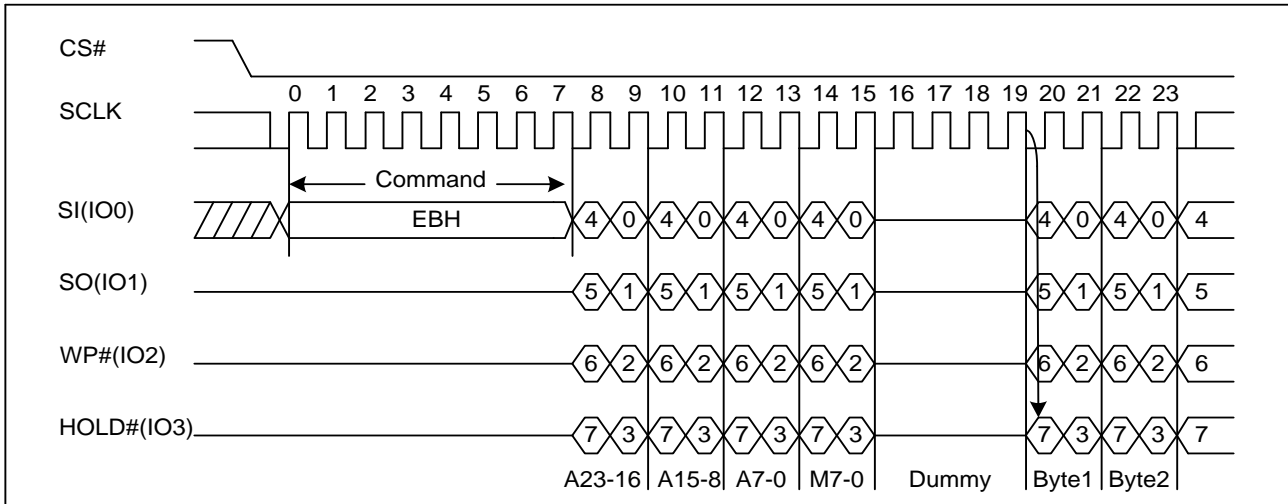 CS#
SCLK
0 1 2 3 4 5 6 7 8 9 10 11 12 13 14 15 16 17 18 19 20 21 22 23
Command
SI(IO0)
EBH
4 0 4 0 4 0 4 0 4 0 4 0 4
SO(IO1)
5 1 5 1 5 1 5 1 5 1 5 1 5
WP#(IO2)
6 2 6 2 6 2 6 2 6 2 6 2 6
HOLD#(IO3)
7 3 7 3 7 3 7 3 7 3 7 3 7
A23-16 A15-8 A7-0 M7-0 Dummy Byte1 Byte2